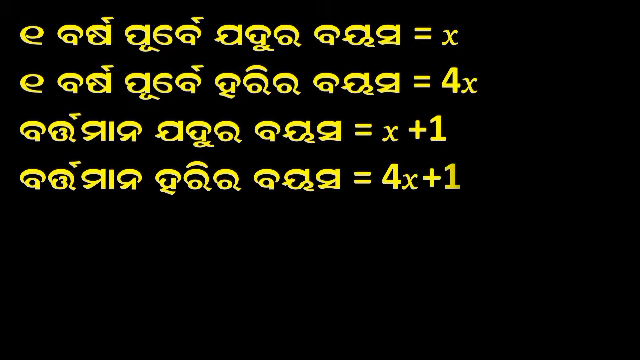 ୧ ବର୍ଷ ପୂର୍ବେ ଯଦୁର ବୟସ = x
୧ ବର୍ଷ ପୂର୍ବେ ହରିର ବୟସ = 4x
ବର୍ତ୍ତମାନ ଯଦୁର ବୟସ = x +1
ବର୍ତ୍ତମାନ ହରିର ବୟସ = 4x+1